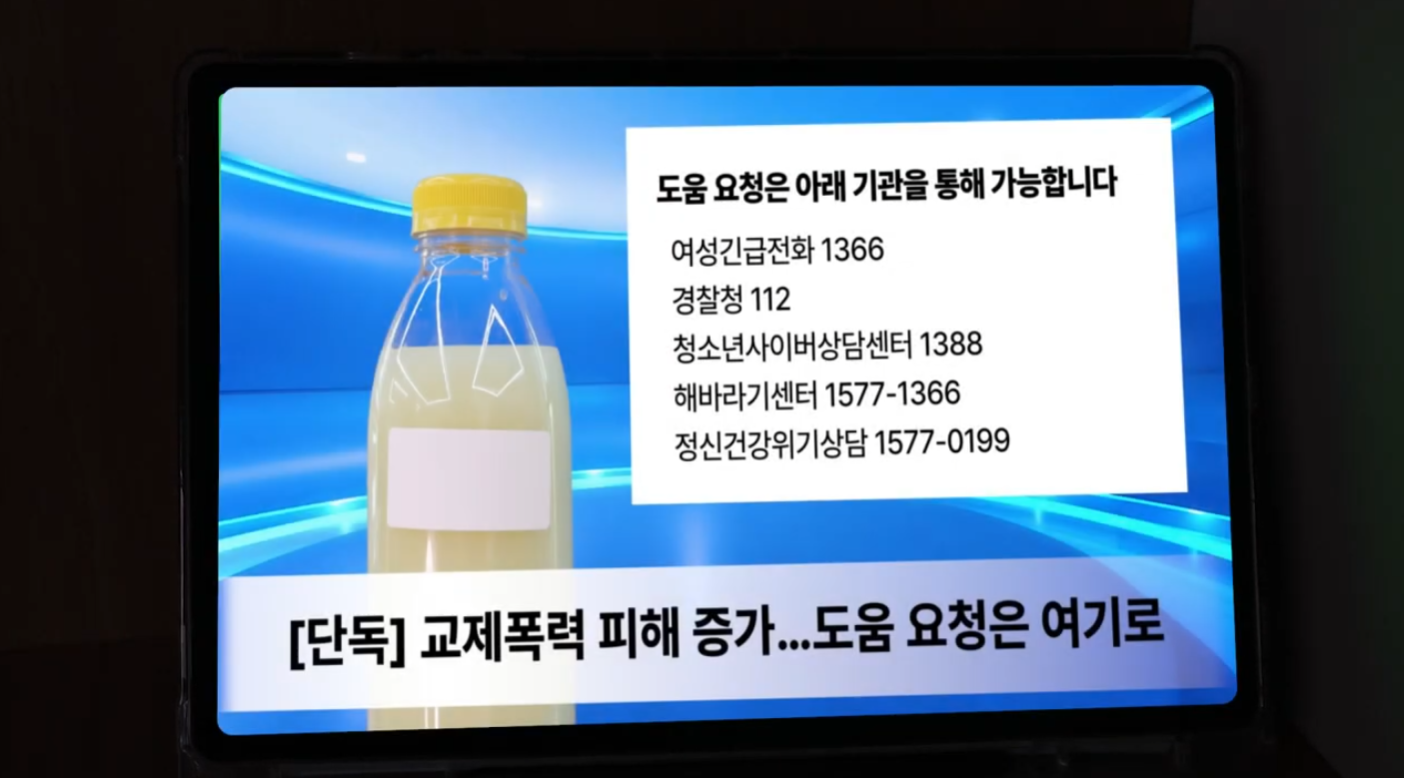 도움 요청은 아래 기관을 통해 가능합니다
여성긴급전화 1366
경찰청 112
청소년사이버상담센터 1388
해바라기센터 1577-1366
정신건강위기상담 1577-0199
[단독] 교제폭력 피해 증가...도움 요청은 여기로